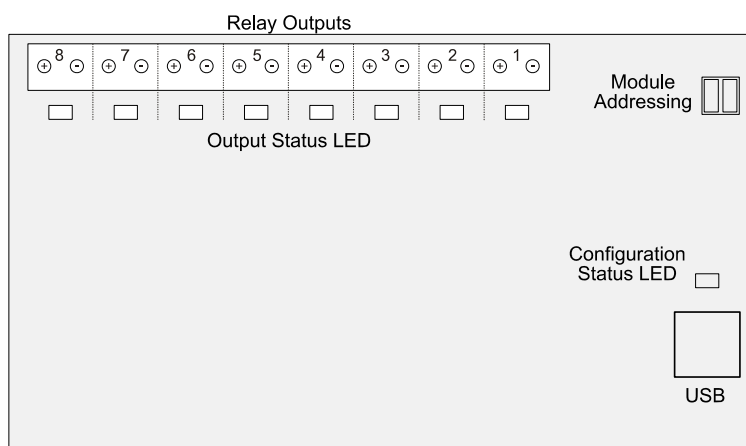 Relay Outputs
8 7 6 5 4 3 2 1
+ - + - + - + - + - + - + - + -
Output Status LED
Module
Addressing
Configuration
Status LED
USB